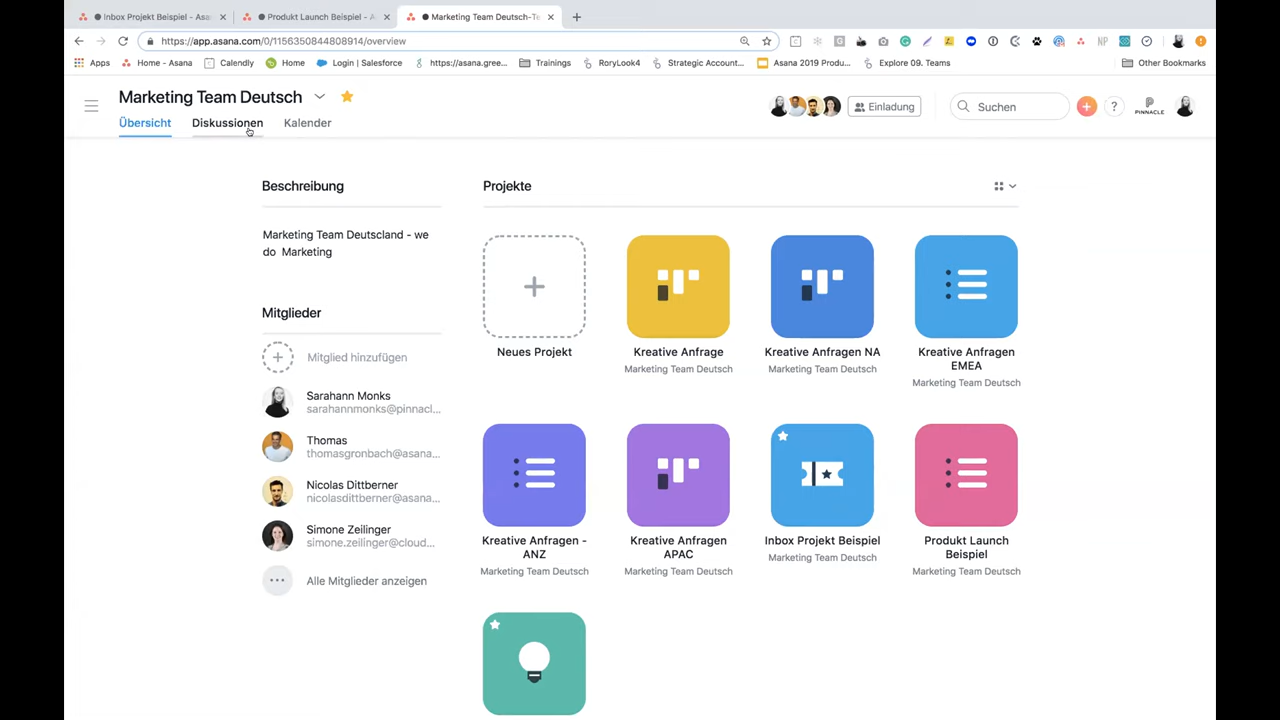 Inbox Projekt Beispiel - Asa
Produkt Launch Beispiel - A
Marketing Team Deutsch-Te
https://app.asana.com/0/1156350844808914/overview
Apps
Home - Asana
Calendly
Home
Login | Salesforce
https://asana.gree...
Trainings
RoryLook4
Strategic Account...
Asana 2019 Produ...
Explore 09. Teams
Other Bookmarks
Marketing Team Deutsch
Einladung
Suchen
?
PINNACLE
Übersicht
Diskussionen
Kalender
Beschreibung
Marketing Team Deutscland - we
do Marketing
Mitglieder
Mitglied hinzufügen
Sarahann Monks
sarahannmonks@pinnacl...
Thomas
thomasgronbach@asana...
Nicolas Dittberner
nicolasdittberner@asana...
Simone Zeilinger
simone.zeilinger@cloud...
Alle Mitglieder anzeigen
Projekte
Neues Projekt
Kreative Anfrage
Marketing Team Deutsch
Kreative Anfragen NA
Marketing Team Deutsch
Kreative Anfragen
EMEA
Marketing Team Deutsch
Kreative Anfragen -
ANZ
Marketing Team Deutsch
Kreative Anfragen
APAC
Marketing Team Deutsch
Inbox Projekt Beispiel
Marketing Team Deutsch
Produkt Launch
Beispiel
Marketing Team Deutsch